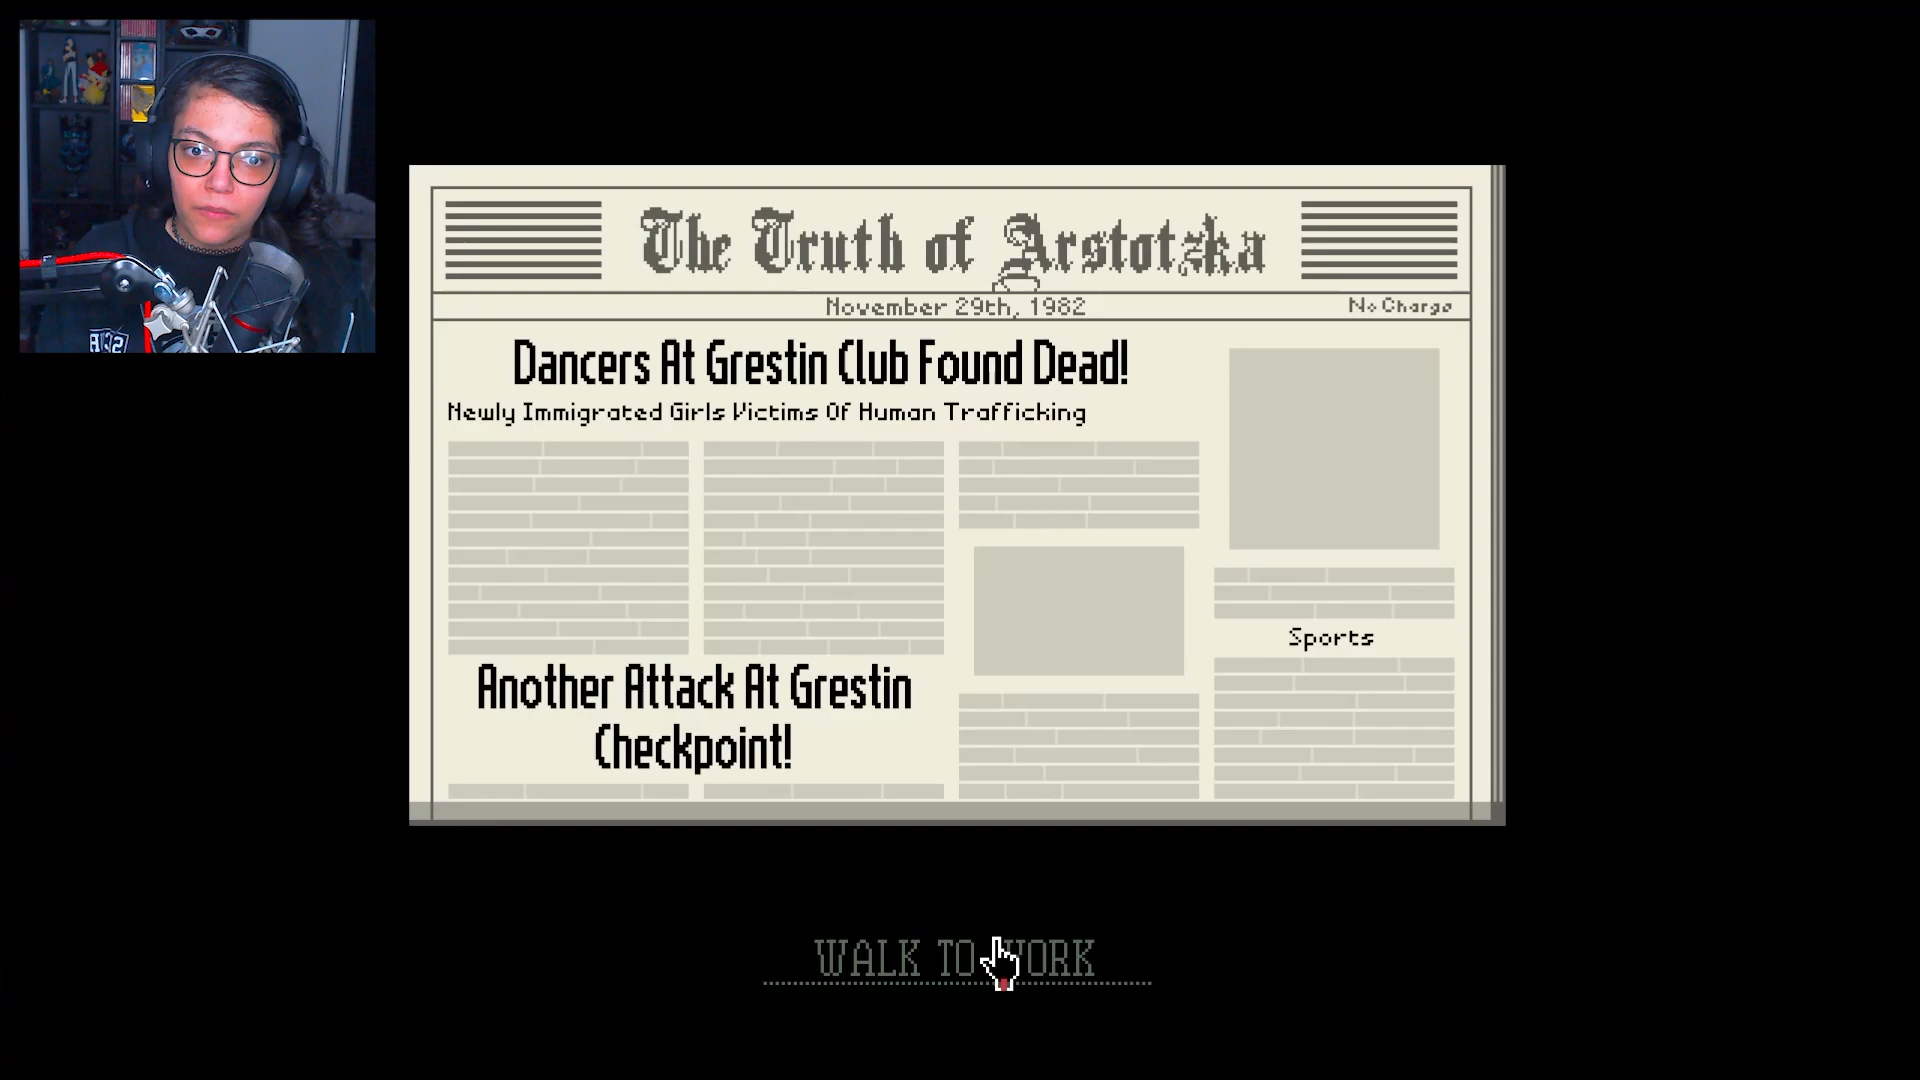 The Truth of Arstotzka
November 29th, 1982
No Charge
Dancers At Grestin Club Found Dead!
Newly Immigrated Girls Victims Of Human Trafficking
Another Attack At Grestin
Checkpoint!
Sports
WALK TO WORK